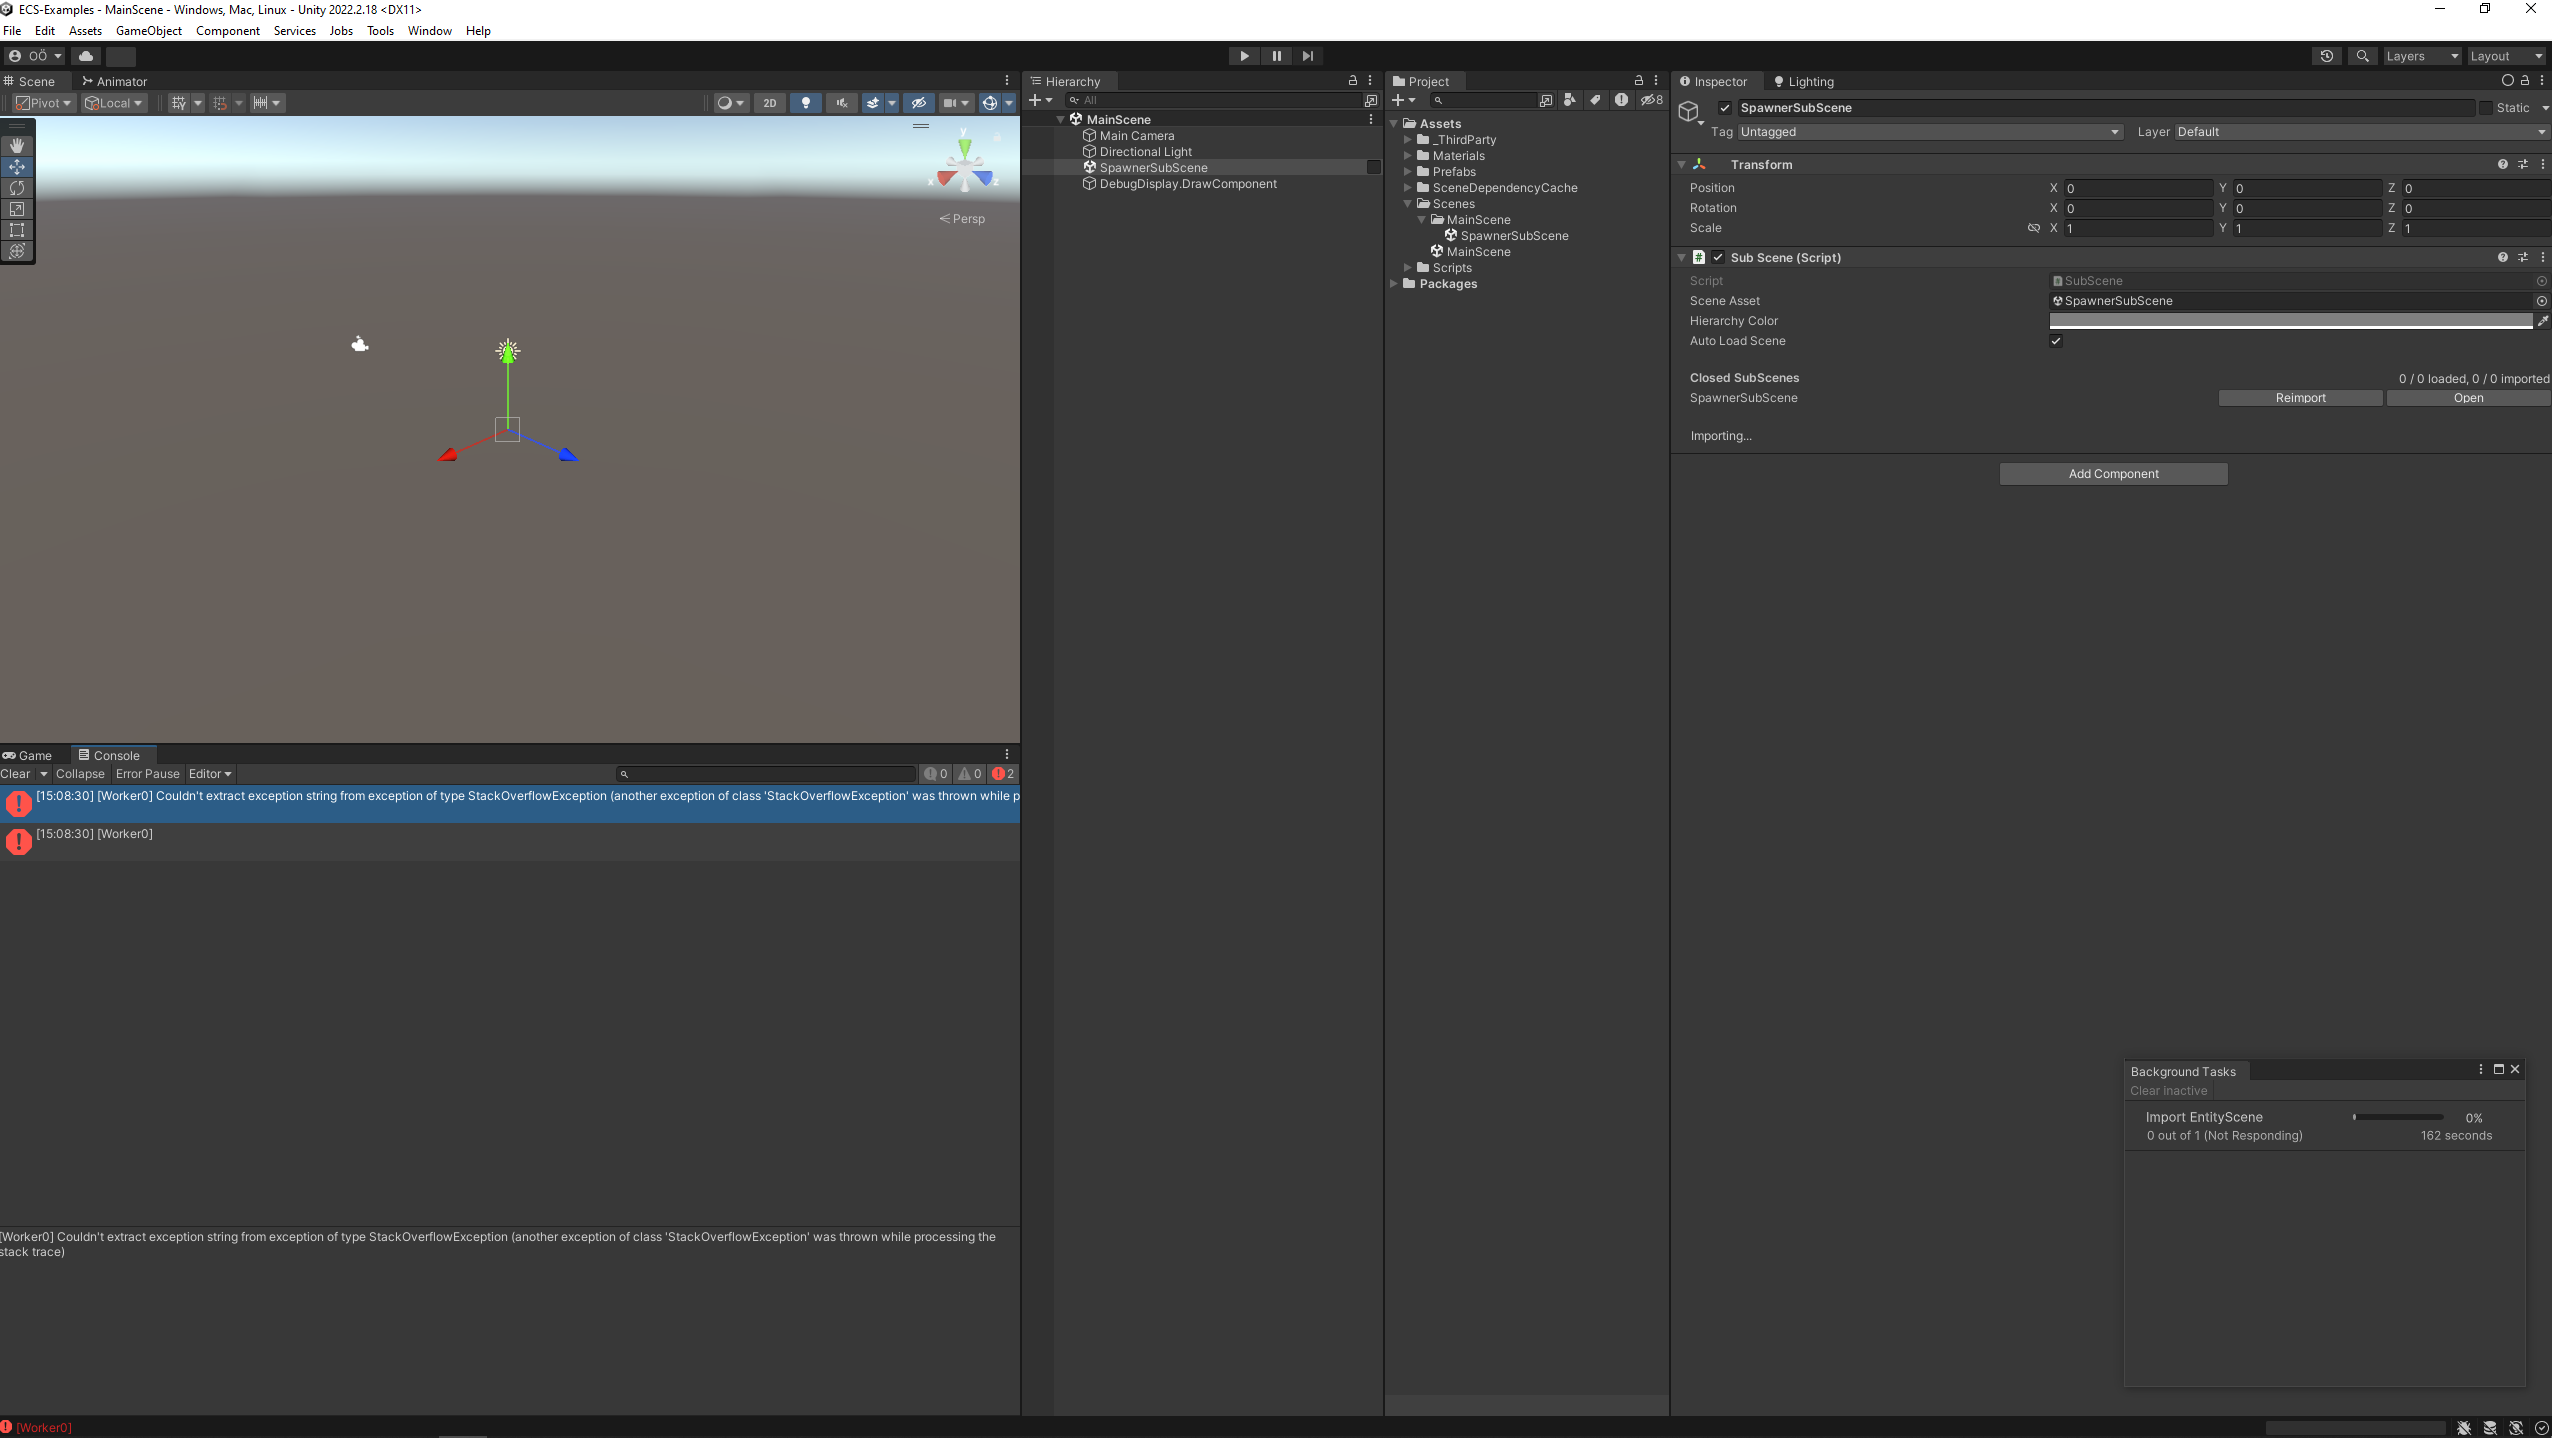 ECS-Examples - MainScene - Windows, Mac, Linux - Unity 2022.2.18 <DX11>
File Edit Assets GameObject Component Services Jobs Tools Window Help
OÖ
Layers Layout
Scene Animator
Pivot Local 2D
y
x z
Persp
Hierarchy
All
MainScene
Main Camera
Directional Light
SpawnerSubScene
DebugDisplay.DrawComponent
Project
8
Assets
_ThirdParty
Materials
Prefabs
SceneDependencyCache
Scenes
MainScene
SpawnerSubScene
MainScene
Scripts
Packages
Inspector Lighting
SpawnerSubScene Static
Tag Untagged Layer Default
Transform
Position X 0 Y 0 Z 0
Rotation X 0 Y 0 Z 0
Scale X 1 Y 1 Z 1
# Sub Scene (Script)
Script SubScene
Scene Asset SpawnerSubScene
Hierarchy Color
Auto Load Scene
Closed SubScenes 0 / 0 loaded, 0 / 0 imported
SpawnerSubScene Reimport Open
Importing...
Add Component
Game Console
Clear Collapse Error Pause Editor 0 0 2
[15:08:30] [Worker0] Couldn't extract exception string from exception of type StackOverflowException (another exception of class 'StackOverflowException' was thrown while p
[15:08:30] [Worker0]
[Worker0] Couldn't extract exception string from exception of type StackOverflowException (another exception of class 'StackOverflowException' was thrown while processing the
stack trace)
Background Tasks
Clear inactive
Import EntityScene 0%
0 out of 1 (Not Responding) 162 seconds
[Worker0]